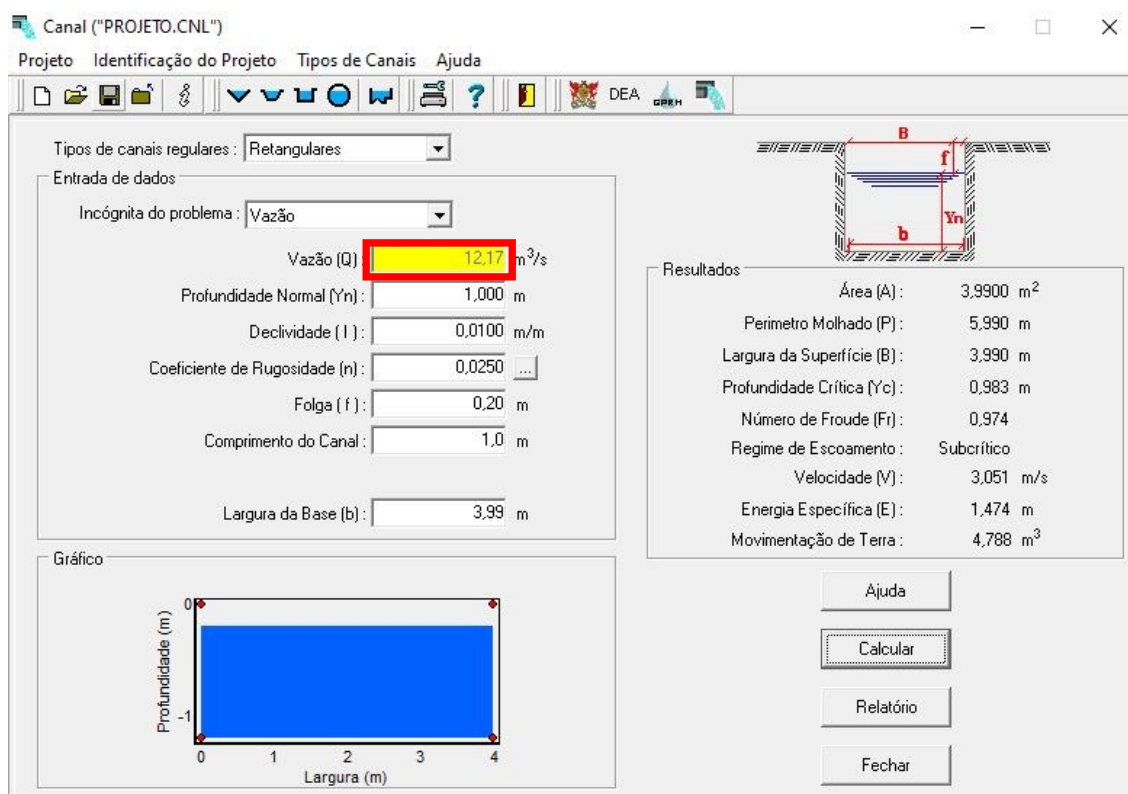 Canal ("PROJETO.CNL")
Projeto Identificação do Projeto Tipos de Canais Ajuda
? DEA GPRH
Tipos de canais regulares : Retangulares
Entrada de dados
Incógnita do problema : Vazão
Vazão (Q) : 12,17 m³/s
Profundidade Normal (Yn) : 1,000 m
Declividade ( I ) : 0,0100 m/m
Coeficiente de Rugosidade (n) : 0,0250 ...
Folga ( f ) : 0,20 m
Comprimento do Canal : 1,0 m
Largura da Base (b) : 3,99 m
B
f
Yn
b
Resultados
Área (A) : 3,9900 m²
Perimetro Molhado (P) : 5,990 m
Largura da Superfície (B) : 3,990 m
Profundidade Crítica (Yc) : 0,983 m
Número de Froude (Fr) : 0,974
Regime de Escoamento : Subcrítico
Velocidade (V) : 3,051 m/s
Energia Específica (E) : 1,474 m
Movimentação de Terra : 4,788 m³
Gráfico
Profundidade (m)
0
-1
0 1 2 3 4
Largura (m)
Ajuda
Calcular
Relatório
Fechar